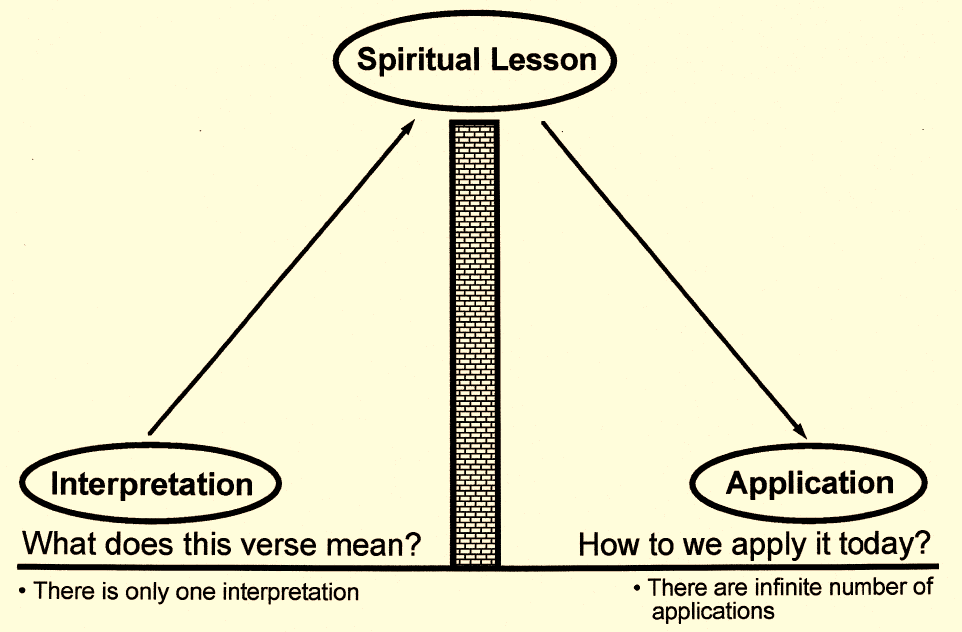 Spiritual Lesson
Interpretation
Application
What does this verse mean?
How to we apply it today?
• There is only one interpretation
• There are infinite number of
applications